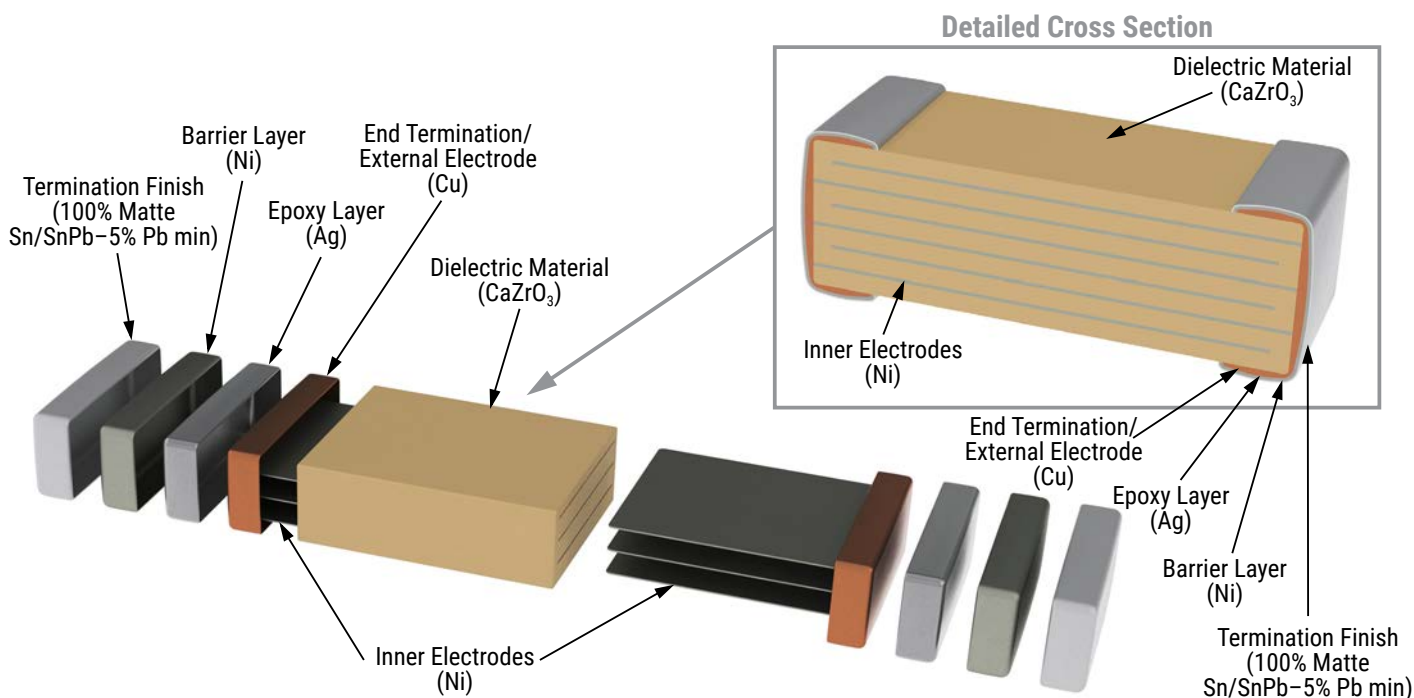 Detailed Cross Section
Dielectric Material
(CaZrO₃)
Inner Electrodes
(Ni)
End Termination/
External Electrode
(Cu)
Epoxy Layer
(Ag)
Barrier Layer
(Ni)
Termination Finish
(100% Matte
Sn/SnPb–5% Pb min)
Termination Finish
(100% Matte
Sn/SnPb–5% Pb min)
Barrier Layer
(Ni)
Epoxy Layer
(Ag)
End Termination/
External Electrode
(Cu)
Dielectric Material
(CaZrO₃)
Inner Electrodes
(Ni)